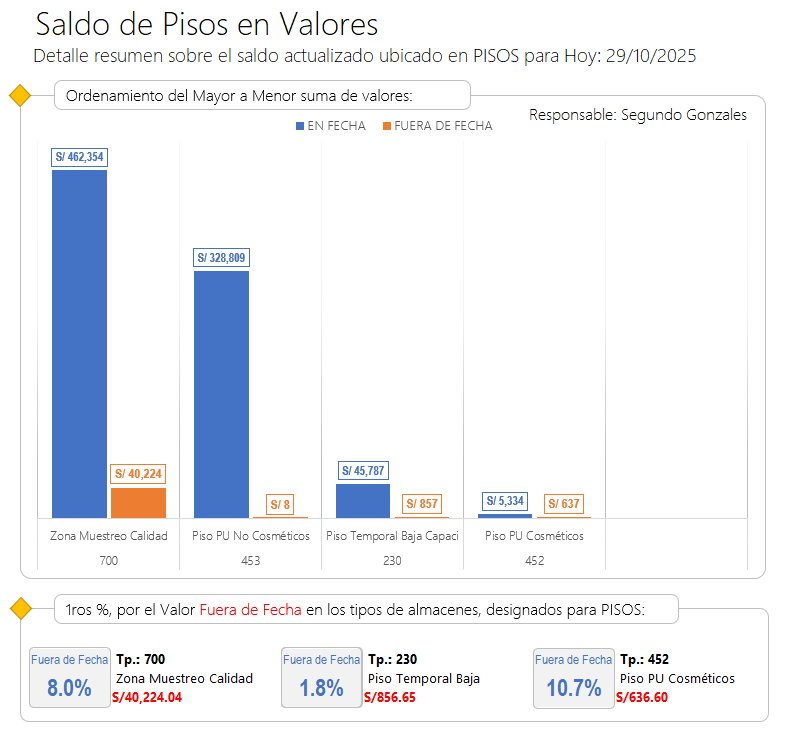 Saldo de Pisos en Valores
Detalle resumen sobre el saldo actualizado ubicado en PISOS para Hoy: 29/10/2025
Ordenamiento del Mayor a Menor suma de valores:
Responsable: Segundo Gonzales
EN FECHA FUERA DE FECHA
S/ 462,354
S/ 328,809
S/ 40,224
S/ 45,787
S/ 8
S/ 857
S/ 5,334
S/ 637
Zona Muestreo Calidad Piso PU No Cosméticos Piso Temporal Baja Capaci Piso PU Cosméticos
700 453 230 452
1ros %, por el Valor Fuera de Fecha en los tipos de almacenes, designados para PISOS:
Fuera de Fecha
8.0%
Tp.: 700
Zona Muestreo Calidad
S/40,224.04
Fuera de Fecha
1.8%
Tp.: 230
Piso Temporal Baja
S/856.65
Fuera de Fecha
10.7%
Tp.: 452
Piso PU Cosméticos
S/636.60